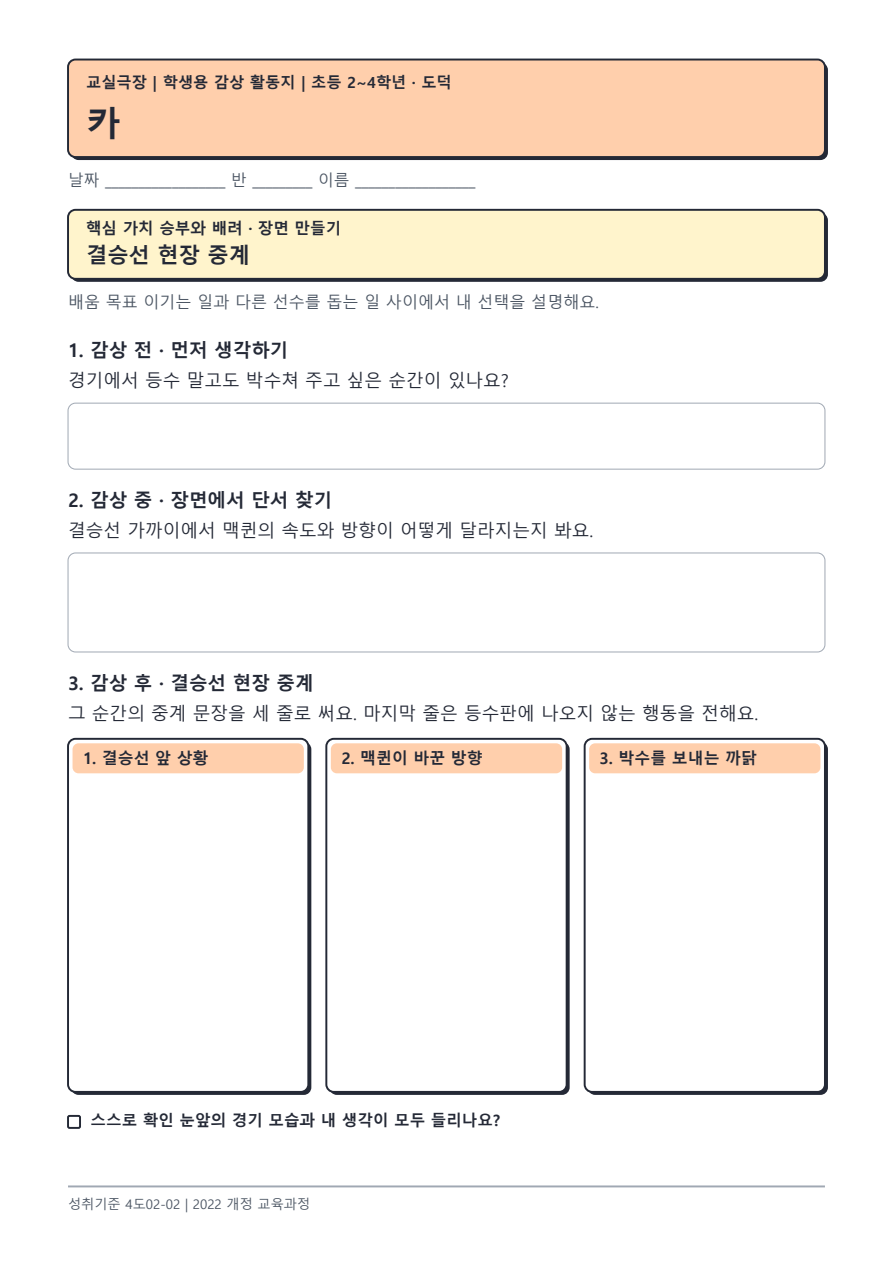 교실극장 | 학생용 감상 활동지 | 초등 2~4학년 · 도덕
카
날짜 _______________ 반 _______ 이름 _______________
핵심 가치 승부와 배려 · 장면 만들기
결승선 현장 중계
배움 목표 이기는 일과 다른 선수를 돕는 일 사이에서 내 선택을 설명해요.
1. 감상 전 · 먼저 생각하기
경기에서 등수 말고도 박수쳐 주고 싶은 순간이 있나요?
2. 감상 중 · 장면에서 단서 찾기
결승선 가까이에서 맥퀸의 속도와 방향이 어떻게 달라지는지 봐요.
3. 감상 후 · 결승선 현장 중계
그 순간의 중계 문장을 세 줄로 써요. 마지막 줄은 등수판에 나오지 않는 행동을 전해요.
1. 결승선 앞 상황
2. 맥퀸이 바꾼 방향
3. 박수를 보내는 까닭
스스로 확인 눈앞의 경기 모습과 내 생각이 모두 들리나요?
성취기준 4도02-02 | 2022 개정 교육과정